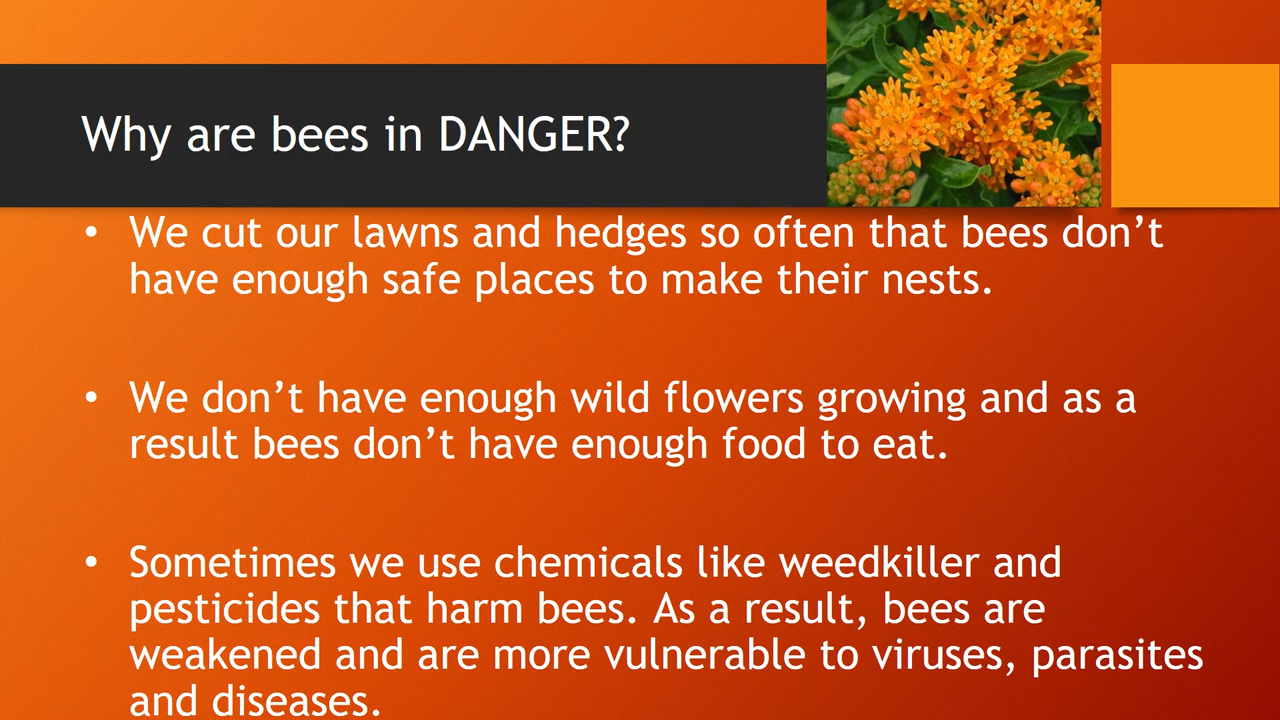 Why are bees in DANGER?
• We cut our lawns and hedges so often that bees don’t
have enough safe places to make their nests.
• We don’t have enough wild flowers growing and as a
result bees don’t have enough food to eat.
• Sometimes we use chemicals like weedkiller and
pesticides that harm bees. As a result, bees are
weakened and are more vulnerable to viruses, parasites
and diseases.